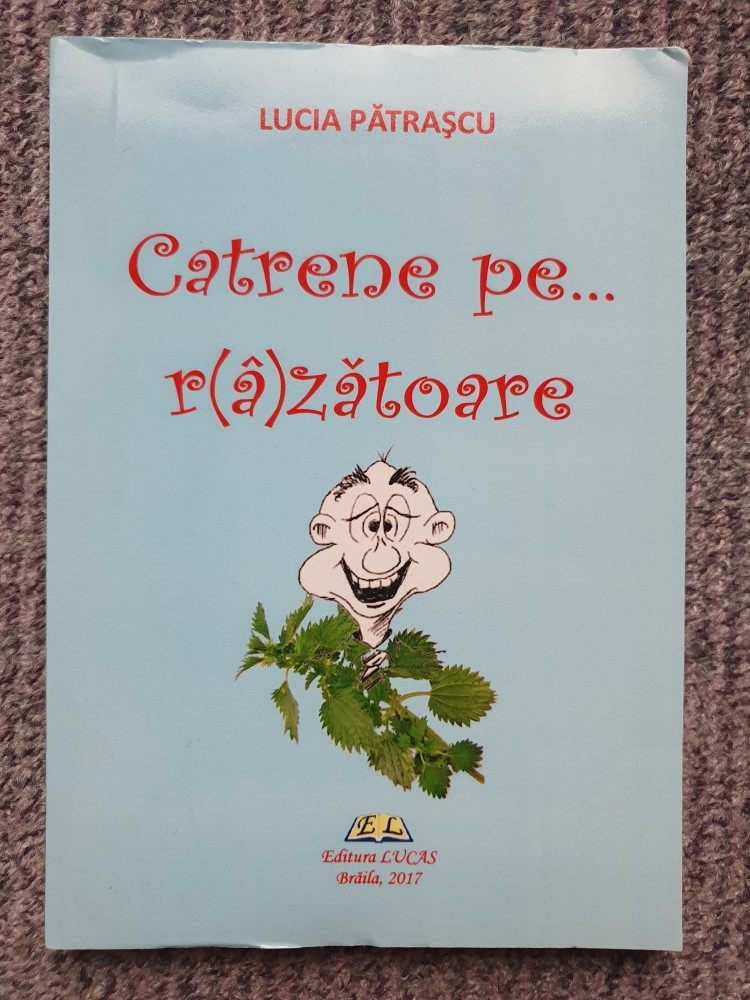 LUCIA PĂTRAŞCU
Catrene pe...
r(â)zătoare
EL
Editura LUCAS
Brăila, 2017